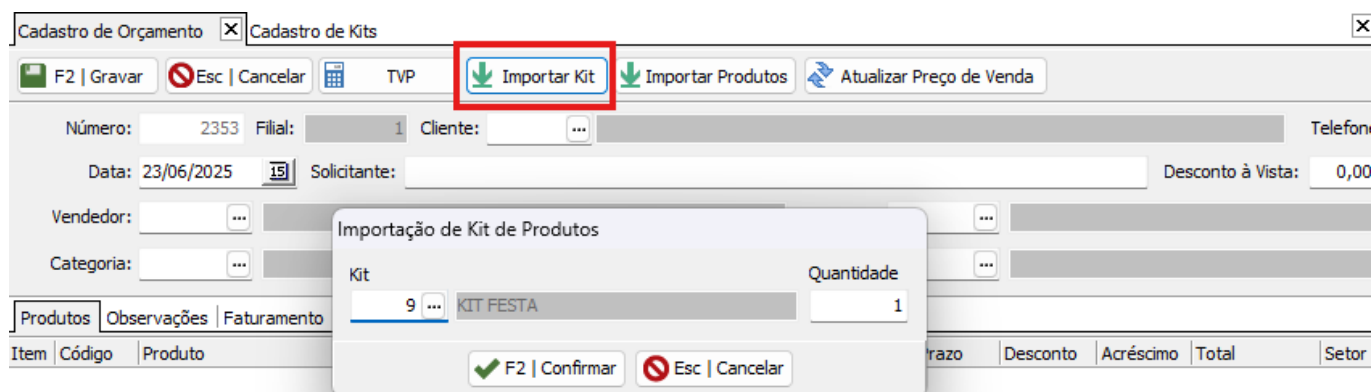 Cadastro de Orçamento Cadastro de Kits
F2 | Gravar Esc | Cancelar TVP Importar Kit Importar Produtos Atualizar Preço de Venda
Número: 2353 Filial: 1 Cliente: ... Telefone
Data: 23/06/2025 15 Solicitante: Desconto à Vista: 0,00
Vendedor: ... ...
Importação de Kit de Produtos
Categoria: ... ...
Kit Quantidade
9 ... KIT FESTA 1
Produtos Observações Faturamento
Item Código Produto Prazo Desconto Acréscimo Total Setor
F2 | Confirmar Esc | Cancelar